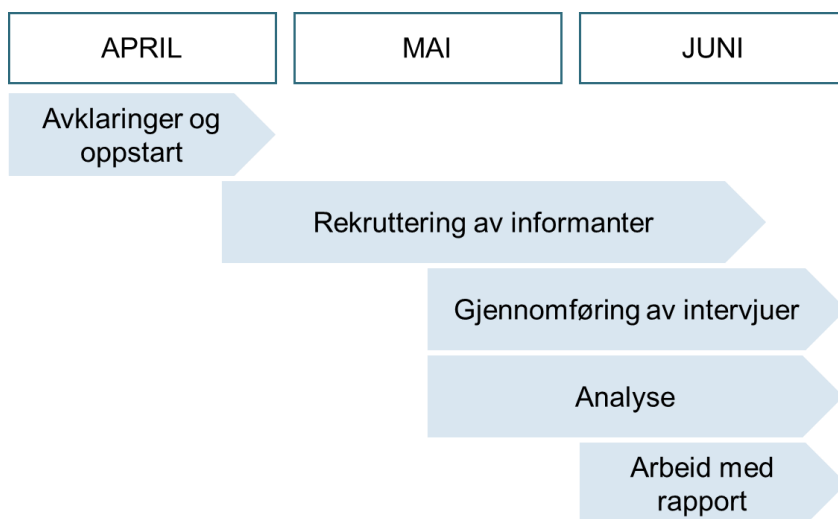 APRIL
MAI
JUNI
Avklaringer og
oppstart
Rekruttering av informanter
Gjennomføring av intervjuer
Analyse
Arbeid med
rapport